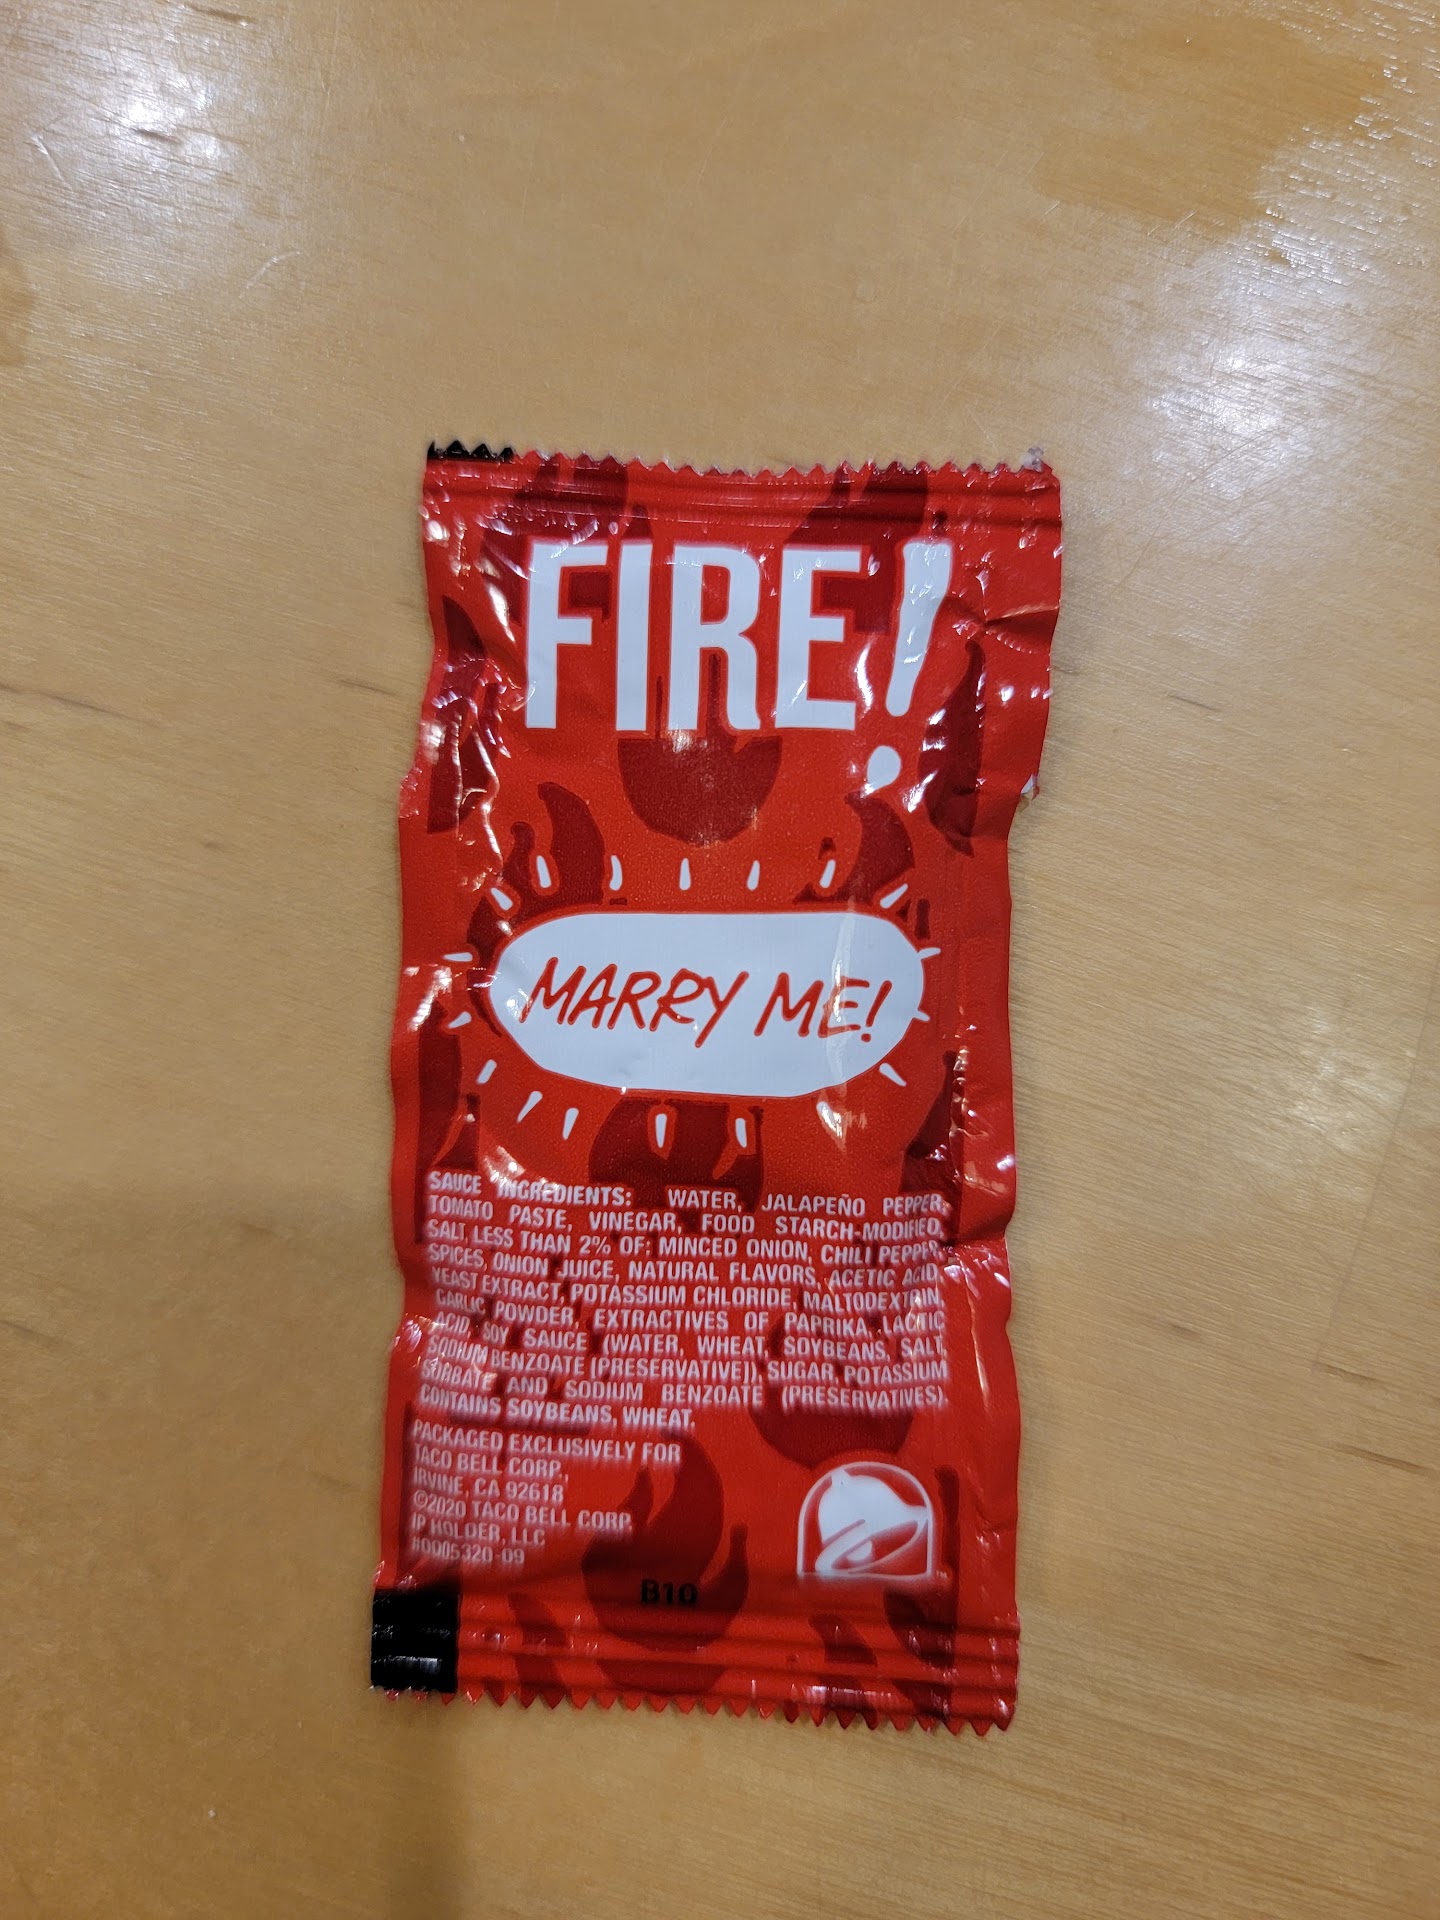 FIRE!
MARRY ME!
SAUCE INGREDIENTS: WATER, JALAPEÑO PEPPER,
TOMATO PASTE, VINEGAR, FOOD STARCH-MODIFIED,
SALT, LESS THAN 2% OF: MINCED ONION, CHILI PEPPER,
SPICES, ONION JUICE, NATURAL FLAVORS, ACETIC ACID,
YEAST EXTRACT, POTASSIUM CHLORIDE, MALTODEXTRIN,
GARLIC POWDER, EXTRACTIVES OF PAPRIKA, LACTIC
ACID, SOY SAUCE (WATER, WHEAT, SOYBEANS, SALT,
SODIUM BENZOATE (PRESERVATIVE)), SUGAR, POTASSIUM
SORBATE AND SODIUM BENZOATE (PRESERVATIVES).
CONTAINS SOYBEANS, WHEAT.
PACKAGED EXCLUSIVELY FOR
TACO BELL CORP.,
IRVINE, CA 92618
©2020 TACO BELL CORP.
IP HOLDER, LLC
#0005320-09
B10
TM